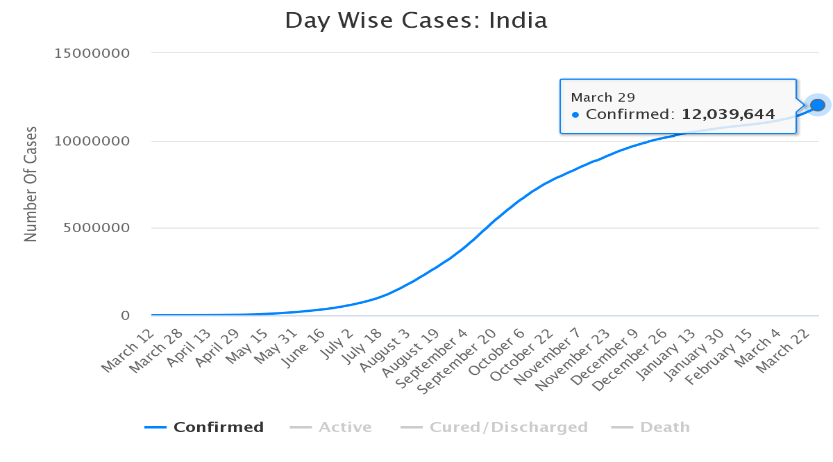 Day Wise Cases: India
15000000
10000000
5000000
0
Number Of Cases
March 29
Confirmed: 12,039,644
March 12
March 28
April 13
April 29
May 15
May 31
June 16
July 2
July 18
August 3
August 19
September 4
September 20
October 6
October 22
November 7
November 23
December 9
December 26
January 13
January 30
February 15
March 4
March 22
Confirmed
Active
Cured/Discharged
Death